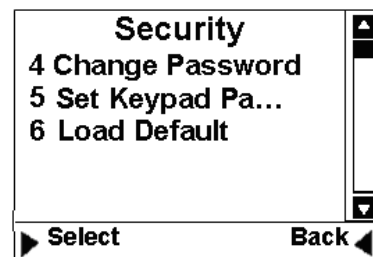 Security
4 Change Password
5 Set Keypad Pa...
6 Load Default
Select Back